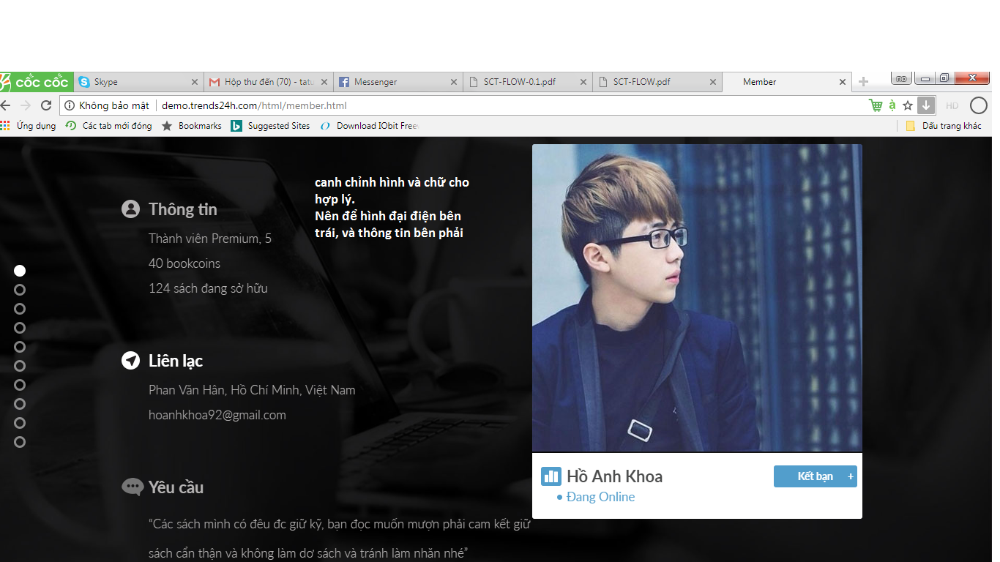 cốc cốc
Skype
Hộp thư đến (70) - tatu
Messenger
SCT-FLOW-0.1.pdf
SCT-FLOW.pdf
Member
no
Không bảo mật
demo.trends24h.com/html/member.html
à
HD
Ứng dụng
Các tab mới đóng
Bookmarks
Suggested Sites
Download IObit Free
Dấu trang khác
canh chỉnh hình và chữ cho
hợp lý.
Nên để hình đại điện bên
trái, và thông tin bên phải
Thông tin
Thành viên Premium, 5
40 bookcoins
124 sách đang sở hữu
Liên lạc
Phan Văn Hân, Hồ Chí Minh, Việt Nam
hoanhkhoa92@gmail.com
Yêu cầu
“Các sách mình có đêu đc giữ kỹ, bạn đọc muốn mượn phải cam kết giữ
sách cẩn thận và không làm dơ sách và tránh làm nhăn nhé”
Hồ Anh Khoa
Kết bạn +
• Đang Online